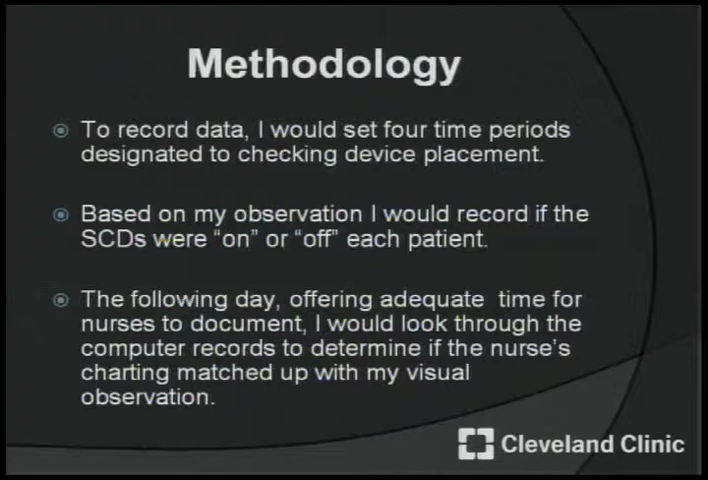 Methodology
To record data, I would set four time periods
designated to checking device placement.
Based on my observation I would record if the
SCDs were “on” or “off” each patient.
The following day, offering adequate  time for
nurses to document, I would look through the
computer records to determine if the nurse’s
charting matched up with my visual
observation.
Cleveland Clinic